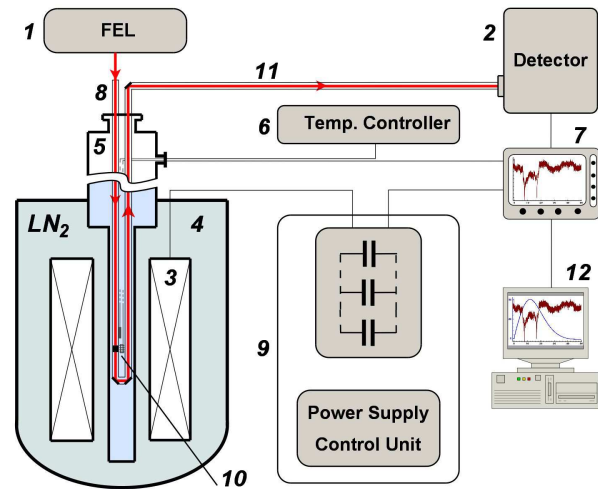 1
FEL
2
Detector
11
8
6
Temp. Controller
5
7
LN2
4
3
9
12
Power Supply
Control Unit
10